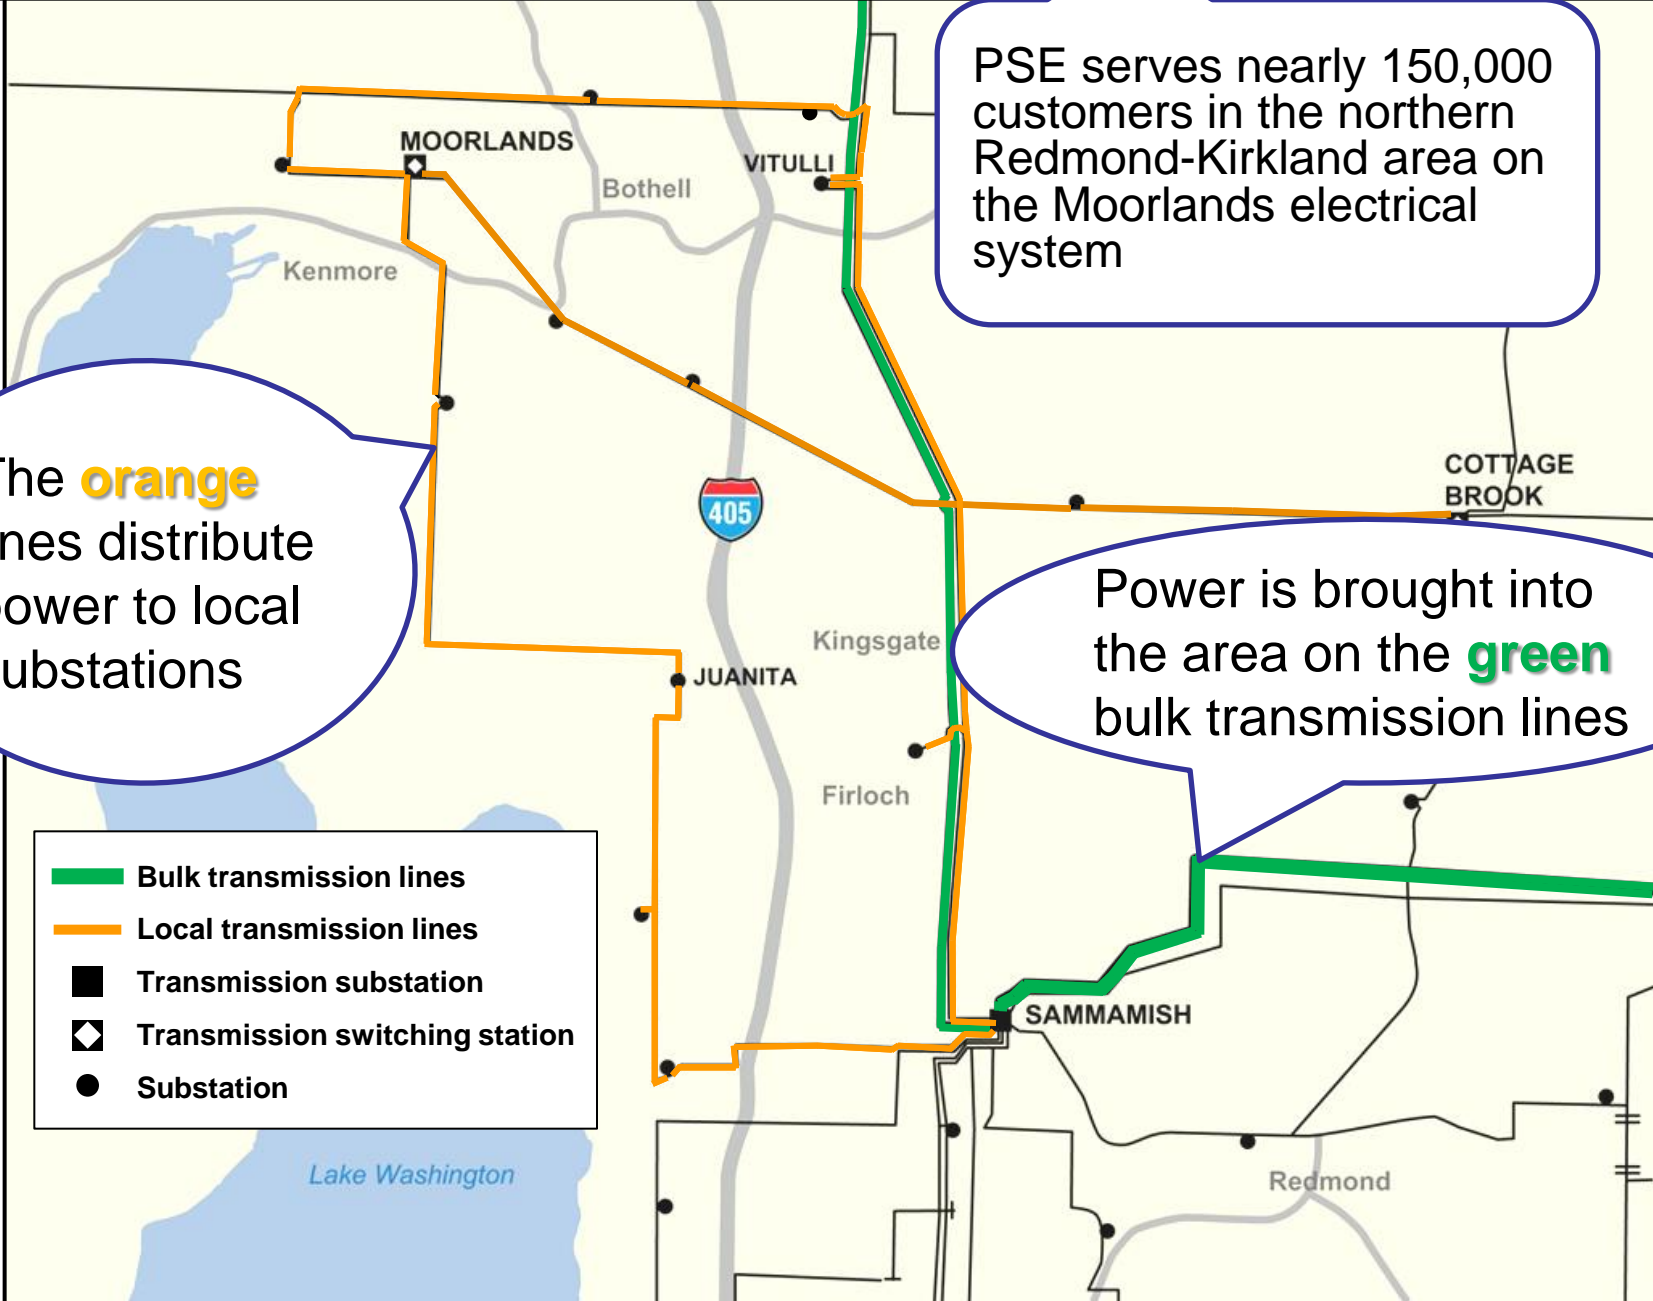 PSE serves nearly 150,000
customers in the northern
Redmond-Kirkland area on
the Moorlands electrical
system
MOORLANDS
VITULLI
Bothell
Kenmore
COTTAGE
BROOK
405
he orange
nes distribute
ower to local
ubstations
Power is brought into
the area on the green
bulk transmission lines
Kingsgate
JUANITA
Firloch
Bulk transmission lines
Local transmission lines
Transmission substation
Transmission switching station
Substation
SAMMAMISH
Lake Washington
Redmond